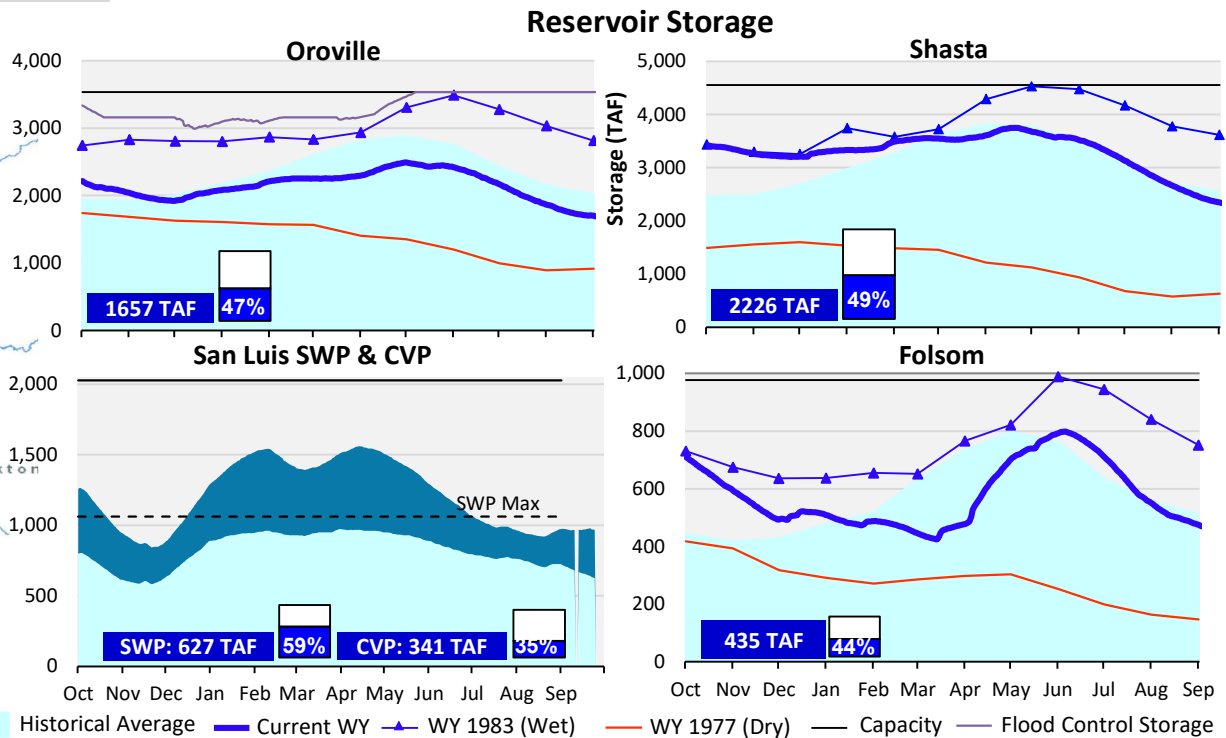 Reservoir Storage
Oroville
4,000
3,000
2,000
1,000
0
1657 TAF
47%
Shasta
Storage (TAF)
5,000
4,000
3,000
2,000
1,000
0
2226 TAF
49%
San Luis SWP & CVP
2,000
1,500
1,000
500
0
SWP Max
SWP: 627 TAF
59%
CVP: 341 TAF
35%
Oct Nov Dec Jan Feb Mar Apr May Jun Jul Aug Sep
Folsom
1,000
800
600
400
200
0
435 TAF
44%
Oct Nov Dec Jan Feb Mar Apr May Jun Jul Aug Sep
Historical Average Current WY WY 1983 (Wet) WY 1977 (Dry) Capacity Flood Control Storage